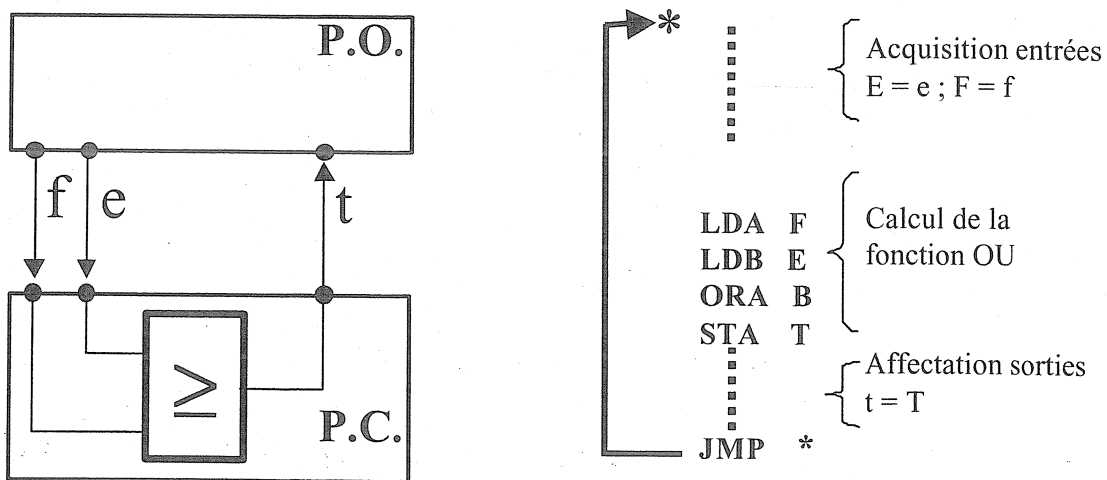 P.O.
f e t
≥
P.C.
*
Acquisition entrées
E = e ; F = f
LDA F
LDB E
ORA B
STA T
Calcul de la
fonction OU
Affectation sorties
t = T
JMP *